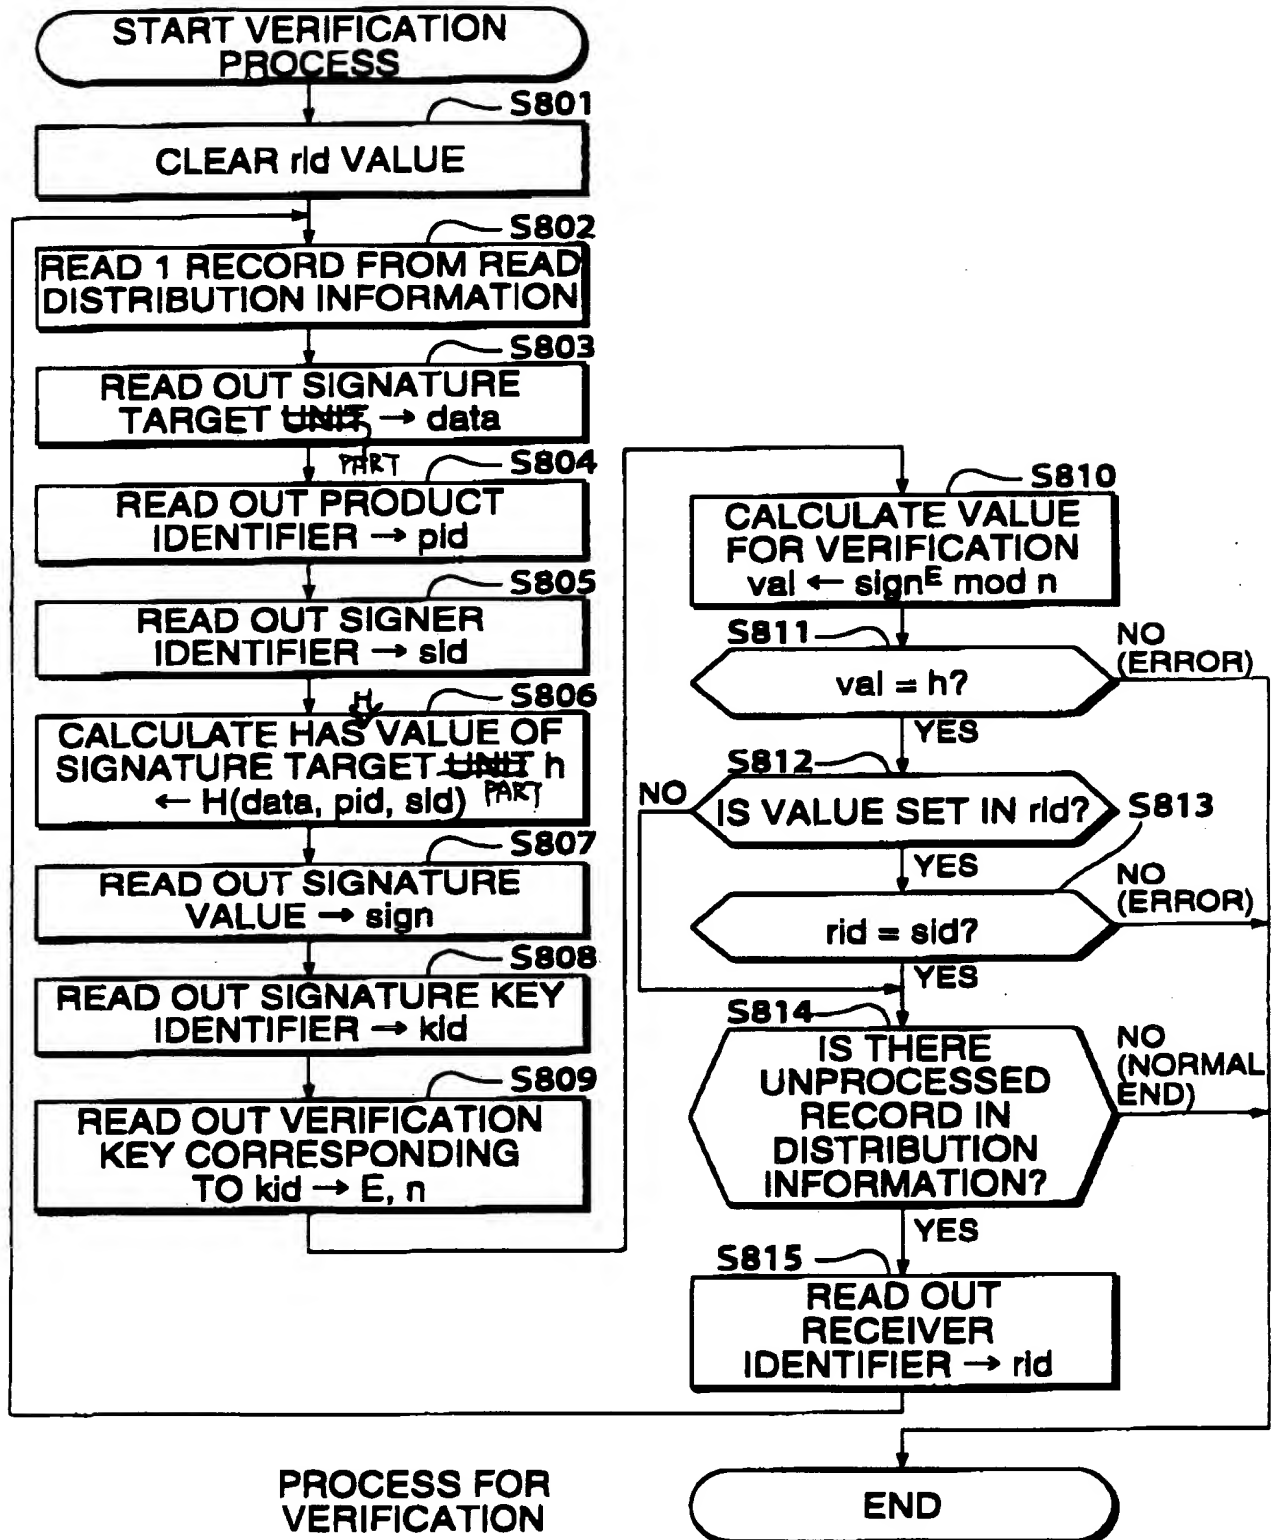 START VERIFICATION
PROCESS
S801
CLEAR rid VALUE
S802
READ 1 RECORD FROM READ
DISTRIBUTION INFORMATION
S803
READ OUT SIGNATURE
TARGET UNIT → data
PART
S804
READ OUT PRODUCT
IDENTIFIER → pid
S805
READ OUT SIGNER
IDENTIFIER → sid
S806
H
CALCULATE HAS VALUE OF
SIGNATURE TARGET UNIT h
← H(data, pid, sid) PART
S807
READ OUT SIGNATURE
VALUE → sign
S808
READ OUT SIGNATURE KEY
IDENTIFIER → kid
S809
READ OUT VERIFICATION
KEY CORRESPONDING
TO kid → E, n
S810
CALCULATE VALUE
FOR VERIFICATION
val ← sign^E mod n
S811
val = h?
NO
(ERROR)
YES
S812
NO
IS VALUE SET IN rid?
S813
YES
rid = sid?
NO
(ERROR)
YES
S814
IS THERE
UNPROCESSED
RECORD IN
DISTRIBUTION
INFORMATION?
NO
(NORMAL
END)
YES
S815
READ OUT
RECEIVER
IDENTIFIER → rid
END
PROCESS FOR
VERIFICATION